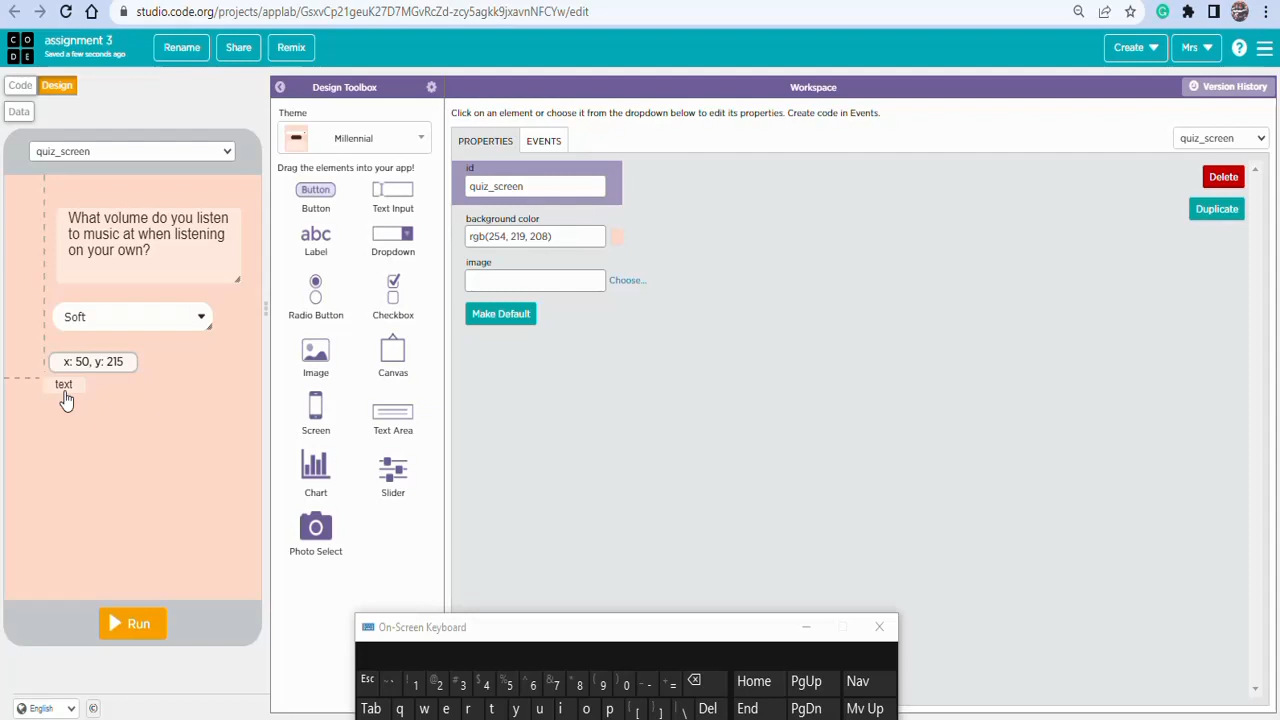 studio.code.org/projects/applab/GsxvCp21geuK27D7MGvRcZd-zcy5agkk9jxavnNFCYw/edit
C O
D E
assignment 3
Saved a few seconds ago
Rename
Share
Remix
Create
Mrs
?
Code
Design
Data
Design Toolbox
Workspace
Version History
quiz_screen
What volume do you listen
to music at when listening
on your own?
Soft
x: 50, y: 215
text
Run
English
©
Theme
Millennial
Drag the elements into your app!
Button
Button
Text Input
abc
Label
Dropdown
Radio Button
Checkbox
Image
Canvas
Screen
Text Area
Chart
Slider
Photo Select
Click on an element or choose it from the dropdown below to edit its properties. Create code in Events.
PROPERTIES
EVENTS
quiz_screen
id
quiz_screen
Delete
Duplicate
background color
rgb(254, 219, 208)
image
Choose...
Make Default
On-Screen Keyboard
Esc ~ ` ! 1 @ 2 # 3 $ 4 % 5 ^ 6 & 7 * 8 ( 9 ) 0 _ - + = Home PgUp Nav
Tab q w e r t y u i o p { [ } ] | \ Del End PgDn Mv Up